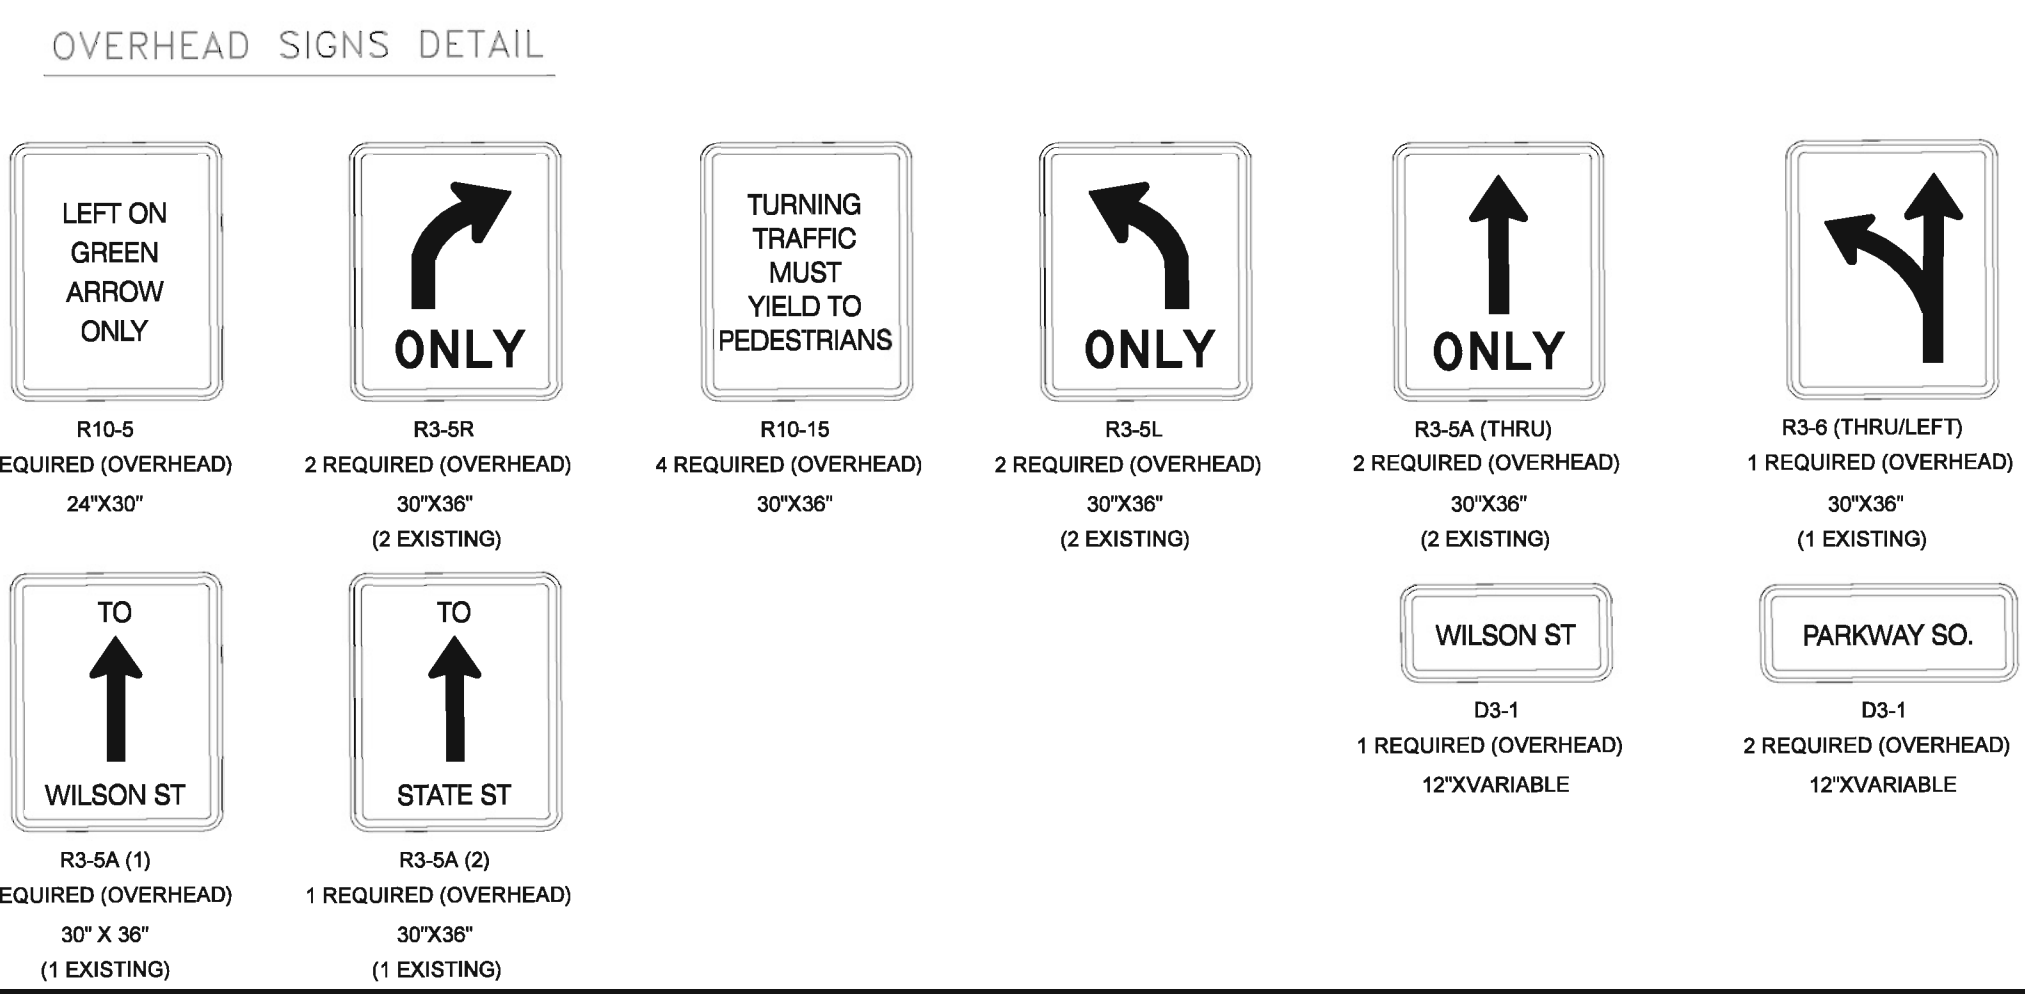 OVERHEAD SIGNS DETAIL
LEFT ON
GREEN
ARROW
ONLY
R10-5
EQUIRED (OVERHEAD)
24"X30"
ONLY
R3-5R
2 REQUIRED (OVERHEAD)
30"X36"
(2 EXISTING)
TURNING
TRAFFIC
MUST
YIELD TO
PEDESTRIANS
R10-15
4 REQUIRED (OVERHEAD)
30"X36"
ONLY
R3-5L
2 REQUIRED (OVERHEAD)
30"X36"
(2 EXISTING)
ONLY
R3-5A (THRU)
2 REQUIRED (OVERHEAD)
30"X36"
(2 EXISTING)
R3-6 (THRU/LEFT)
1 REQUIRED (OVERHEAD)
30"X36"
(1 EXISTING)
TO
WILSON ST
R3-5A (1)
EQUIRED (OVERHEAD)
30" X 36"
(1 EXISTING)
TO
STATE ST
R3-5A (2)
1 REQUIRED (OVERHEAD)
30"X36"
(1 EXISTING)
WILSON ST
D3-1
1 REQUIRED (OVERHEAD)
12"XVARIABLE
PARKWAY SO.
D3-1
2 REQUIRED (OVERHEAD)
12"XVARIABLE